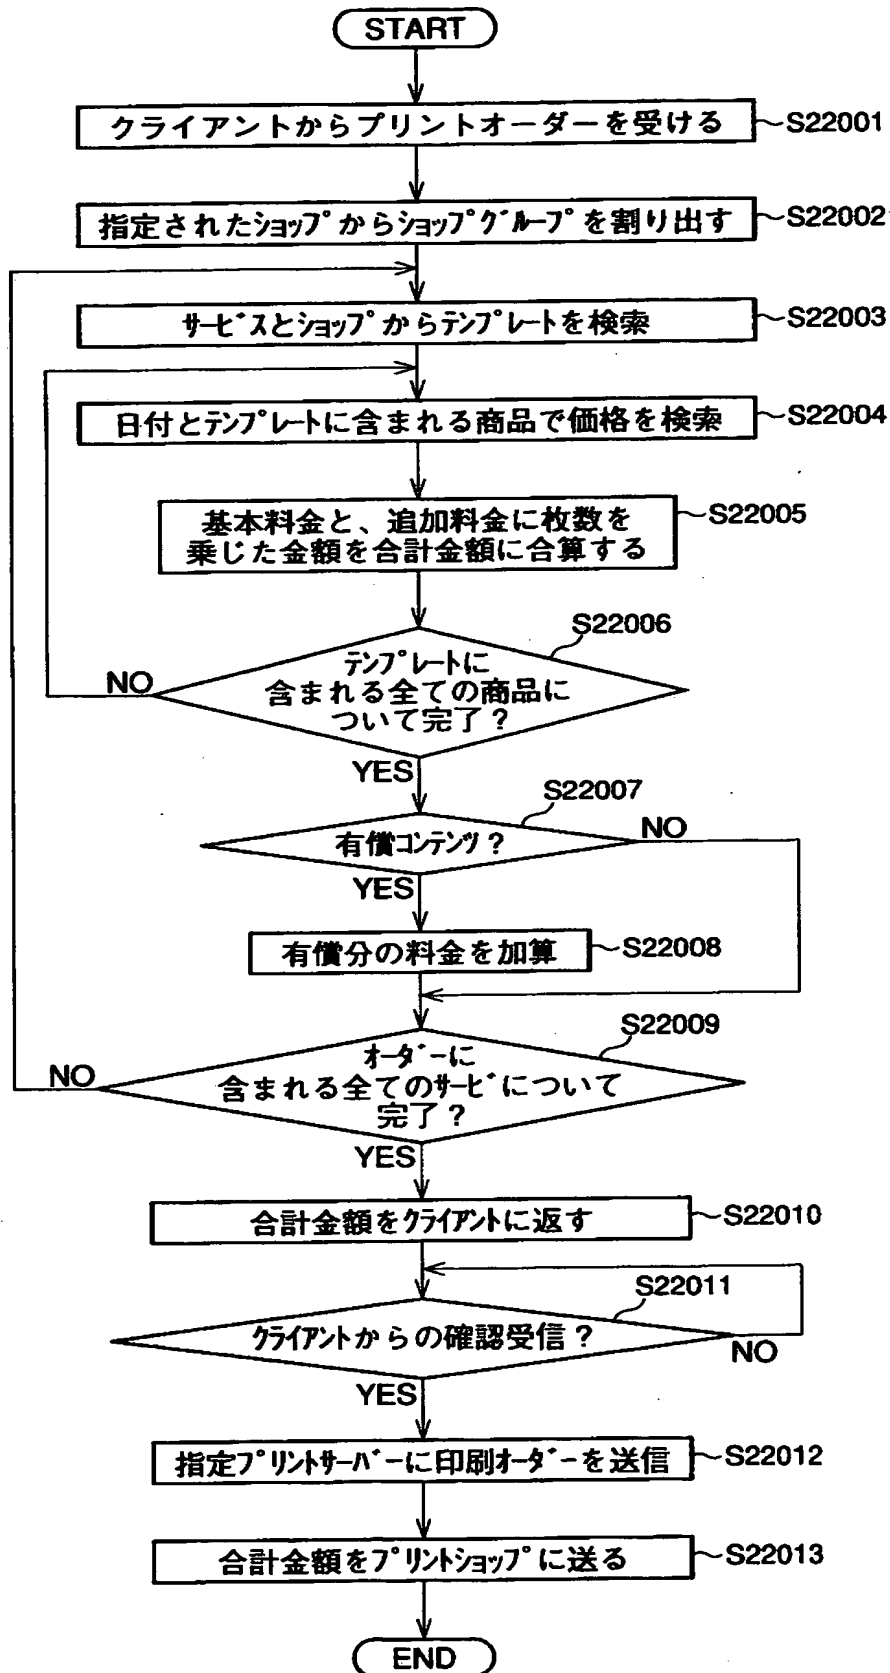 START
クライアントからプリントオーダーを受ける
S22001
指定されたショップからショップグループを割り出す
S22002
サービスとショップからテンプレートを検索
S22003
日付とテンプレートに含まれる商品で価格を検索
S22004
基本料金と、追加料金に枚数を
乗じた金額を合計金額に合算する
S22005
S22006
テンプレートに
含まれる全ての商品に
ついて完了？
NO
YES
S22007
有償コンテンツ？
NO
YES
有償分の料金を加算
S22008
S22009
オーダーに
含まれる全てのサービについて
完了？
NO
YES
合計金額をクライアントに返す
S22010
S22011
クライアントからの確認受信？
NO
YES
指定プリントサーバーに印刷オーダーを送信
S22012
合計金額をプリントショップに送る
S22013
END